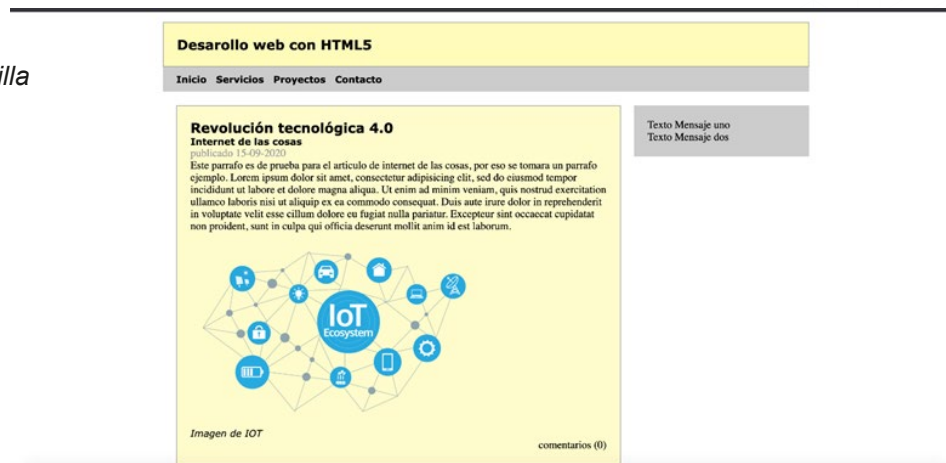 Desarollo web con HTML5
illa
Inicio Servicios Proyectos Contacto
Revolución tecnológica 4.0
Internet de las cosas
publicado 15-09-2020
Este parrafo es de prueba para el articulo de internet de las cosas, por eso se tomara un parrafo
ejemplo. Lorem ipsum dolor sit amet, consectetur adipisicing elit, sed do eiusmod tempor
incididunt ut labore et dolore magna aliqua. Ut enim ad minim veniam, quis nostrud exercitation
ullamco laboris nisi ut aliquip ex ea commodo consequat. Duis aute irure dolor in reprehenderit
in voluptate velit esse cillum dolore eu fugiat nulla pariatur. Excepteur sint occaecat cupidatat
non proident, sunt in culpa qui officia deserunt mollit anim id est laborum.
IoT
Ecosystem
Imagen de IOT
comentarios (0)
Texto Mensaje uno
Texto Mensaje dos